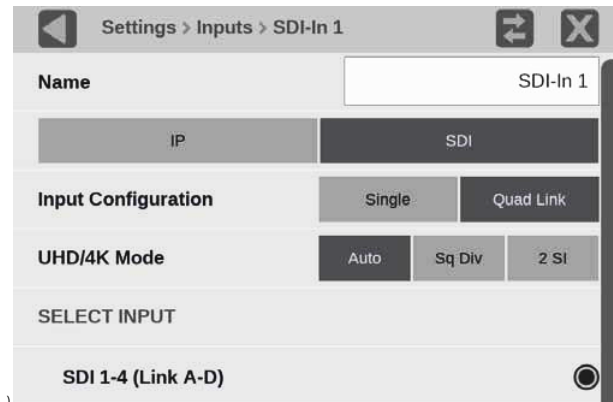 Settings > Inputs > SDI-In 1
Name SDI-In 1
IP SDI
Input Configuration Single Quad Link
UHD/4K Mode Auto Sq Div 2 SI
SELECT INPUT
SDI 1-4 (Link A-D)
)